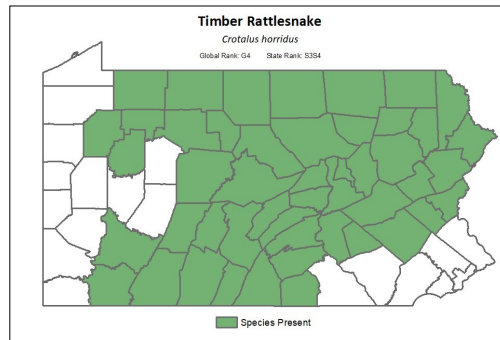 Timber Rattlesnake
Crotalus horridus
Global Rank: G4 State Rank: S3S4
Species Present